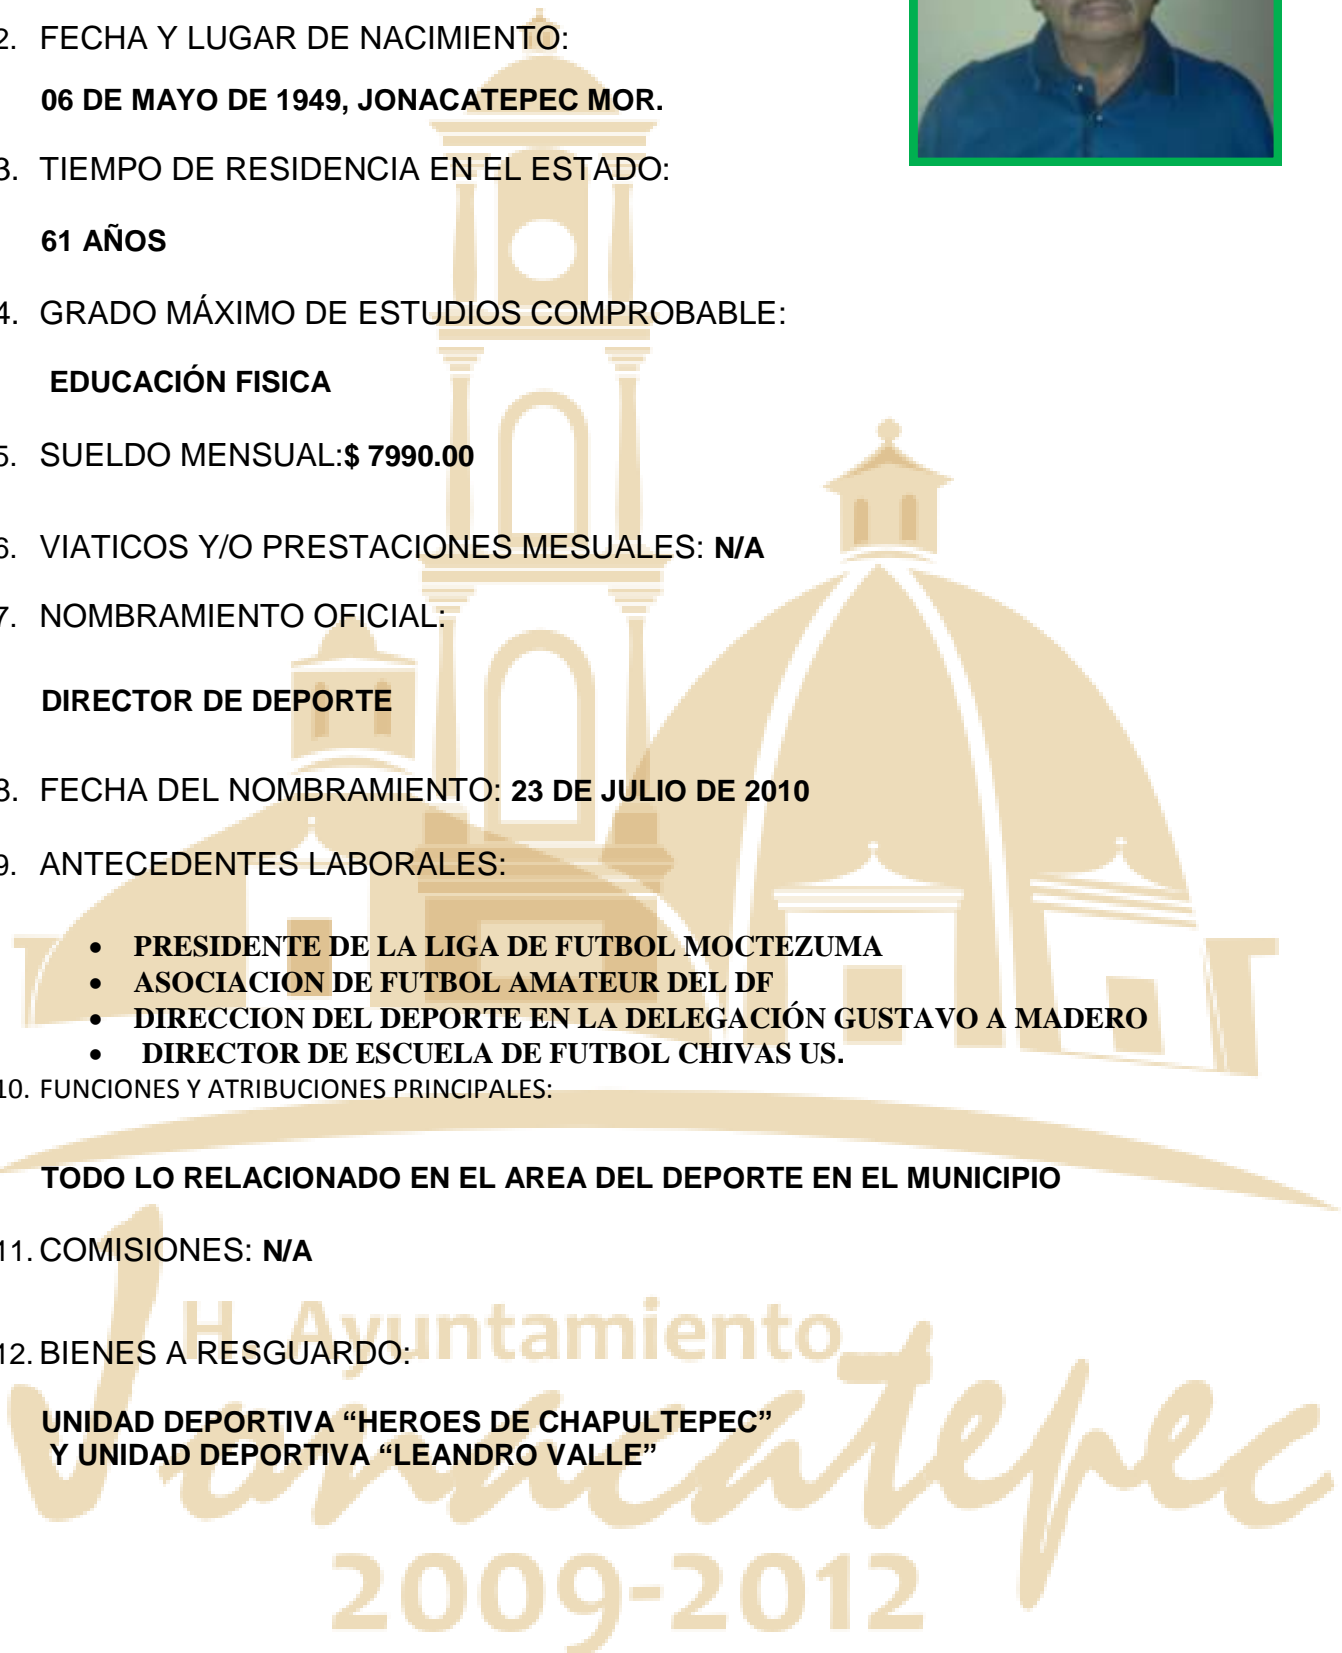 2. FECHA Y LUGAR DE NACIMIENTO:
06 DE MAYO DE 1949, JONACATEPEC MOR.
3. TIEMPO DE RESIDENCIA EN EL ESTADO:
61 AÑOS
4. GRADO MÁXIMO DE ESTUDIOS COMPROBABLE:
EDUCACIÓN FISICA
5. SUELDO MENSUAL:$ 7990.00
6. VIATICOS Y/O PRESTACIONES MESUALES: N/A
7. NOMBRAMIENTO OFICIAL:
DIRECTOR DE DEPORTE
8. FECHA DEL NOMBRAMIENTO: 23 DE JULIO DE 2010
9. ANTECEDENTES LABORALES:
• PRESIDENTE DE LA LIGA DE FUTBOL MOCTEZUMA
• ASOCIACION DE FUTBOL AMATEUR DEL DF
• DIRECCION DEL DEPORTE EN LA DELEGACIÓN GUSTAVO A MADERO
• DIRECTOR DE ESCUELA DE FUTBOL CHIVAS US.
10. FUNCIONES Y ATRIBUCIONES PRINCIPALES:
TODO LO RELACIONADO EN EL AREA DEL DEPORTE EN EL MUNICIPIO
11. COMISIONES: N/A
12. BIENES A RESGUARDO:
UNIDAD DEPORTIVA “HEROES DE CHAPULTEPEC”
Y UNIDAD DEPORTIVA “LEANDRO VALLE”
H. Ayuntamiento
Jonacatepec
2009-2012